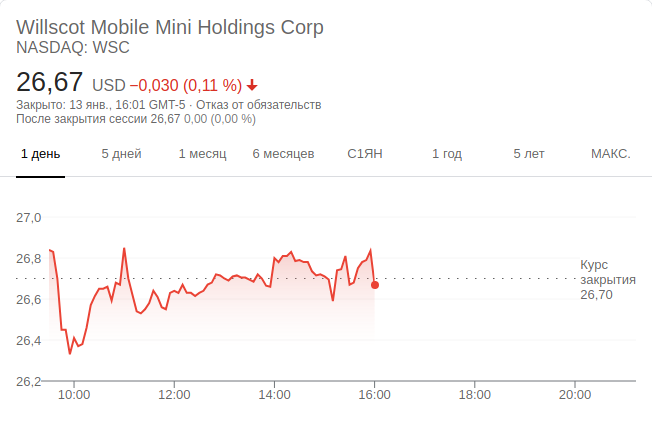 Willscot Mobile Mini Holdings Corp
NASDAQ: WSC
26,67 USD −0,030 (0,11 %)
Закрыто: 13 янв., 16:01 GMT-5 · Отказ от обязательств
После закрытия сессии 26,67 0,00 (0,00 %)
1 день 5 дней 1 месяц 6 месяцев С1ЯН 1 год 5 лет МАКС.
27,0
26,8
Курс
закрытия
26,70
26,6
26,4
26,2
10:00 12:00 14:00 16:00 18:00 20:00